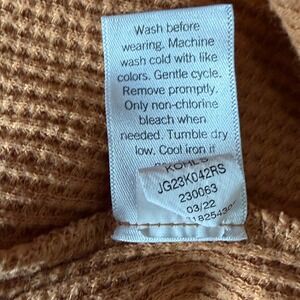 Wash before
wearing. Machine
wash cold with like
colors. Gentle cycle.
Remove promptly.
Only non-chlorine
bleach when
needed. Tumble dry
low. Cool iron if
JG23K042RS
230063
03/22